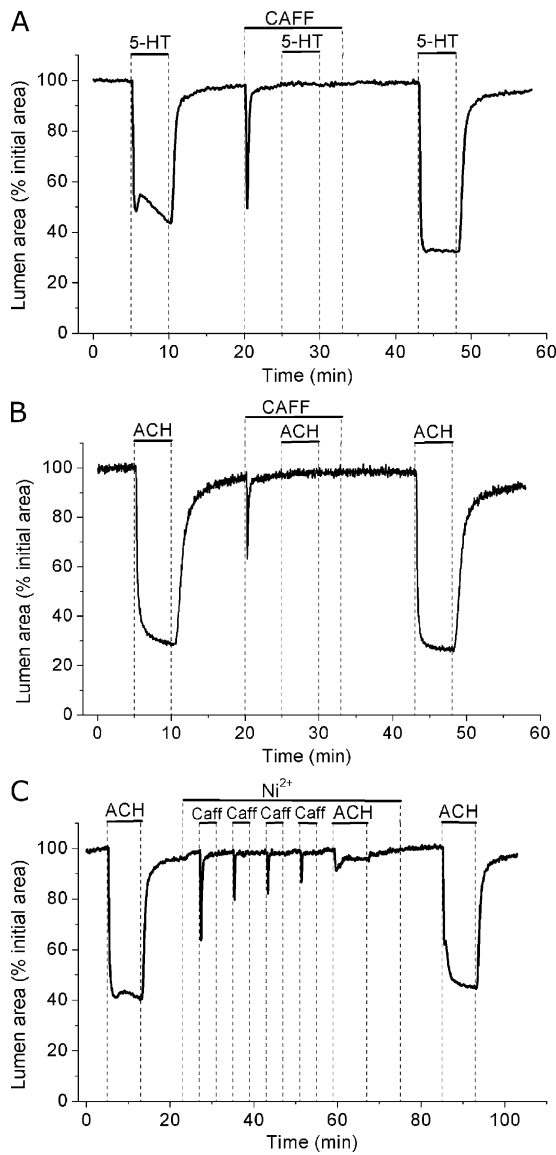 A
CAFF
5-HT 5-HT 5-HT
Lumen area (% initial area)
100
80
60
40
20
0
0 10 20 30 40 50 60
Time (min)
B
CAFF
ACH ACH ACH
Lumen area (% initial area)
100
80
60
40
20
0
0 10 20 30 40 50 60
Time (min)
C
Ni²⁺
ACH Caff Caff Caff Caff ACH ACH
Lumen area (% initial area)
100
80
60
40
20
0
0 20 40 60 80 100
Time (min)